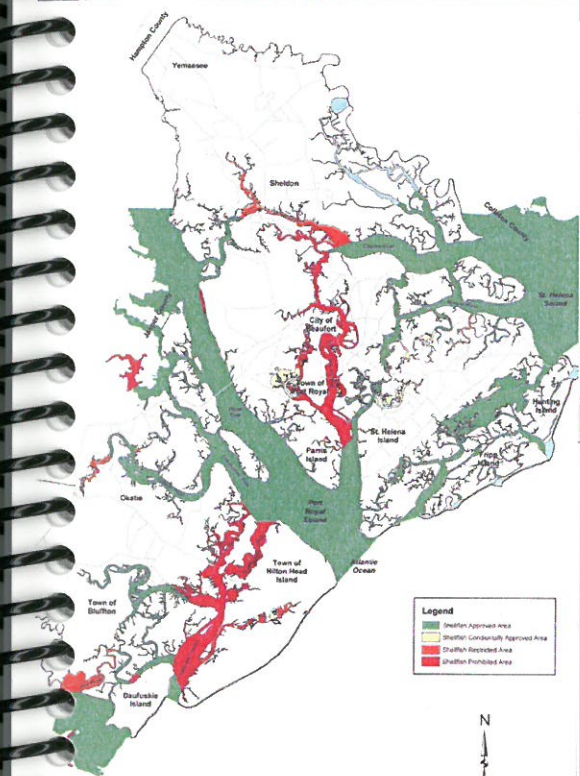 Hampton County
Yemassee
Sheldon
Colleton County
St. Helena
Sound
City of
Beaufort
Town of
Port Royal
Hunting
Island
St. Helena
Island
Fripp
Island
Parris
Island
Okatie
Port
Royal
Sound
Atlantic
Ocean
Town of
Hilton Head
Island
Town of
Bluffton
Daufuskie
Island
Legend
Shellfish Approved Area
Shellfish Conditionally Approved Area
Shellfish Restricted Area
Shellfish Prohibited Area
N